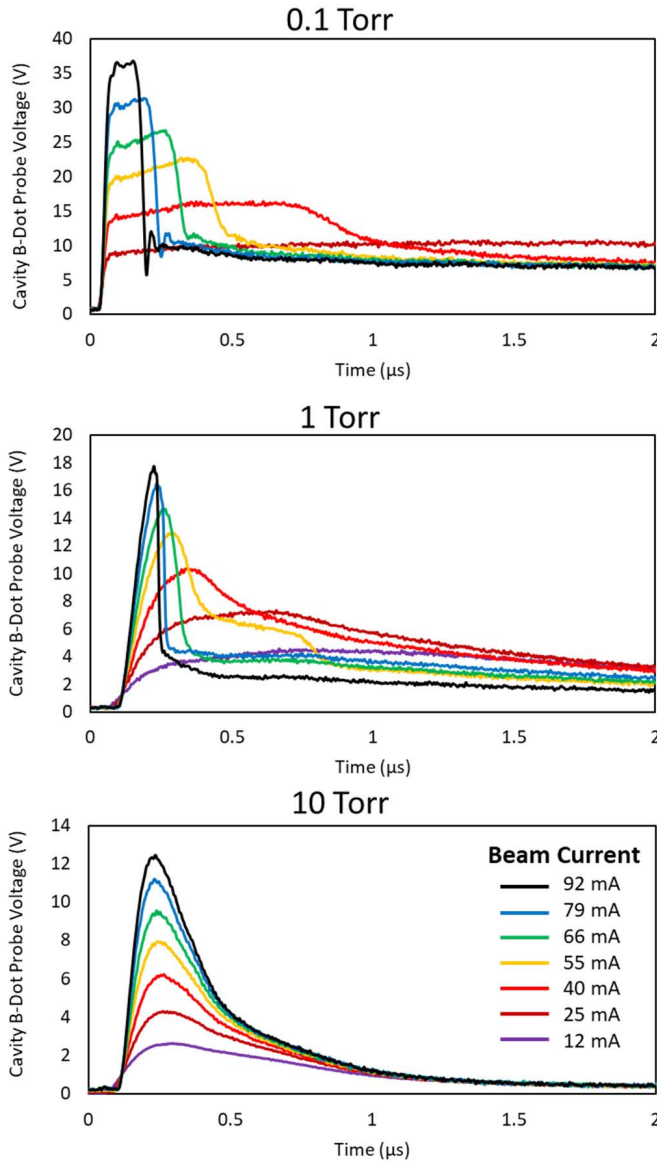 0.1 Torr
Cavity B-Dot Probe Voltage (V)
40
35
30
25
20
15
10
5
0
0 0.5 1 1.5 2
Time (μs)
1 Torr
Cavity B-Dot Probe Voltage (V)
20
18
16
14
12
10
8
6
4
2
0
0 0.5 1 1.5 2
Time (μs)
10 Torr
Cavity B-Dot Probe Voltage (V)
14
12
10
8
6
4
2
0
Beam Current
92 mA
79 mA
66 mA
55 mA
40 mA
25 mA
12 mA
0 0.5 1 1.5 2
Time (μs)